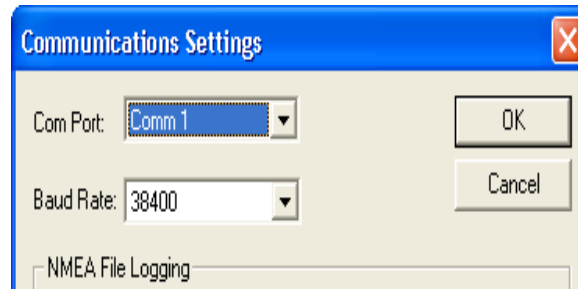 Communications Settings
Com Port: Comm 1
OK
Baud Rate: 38400
Cancel
NMEA File Logging